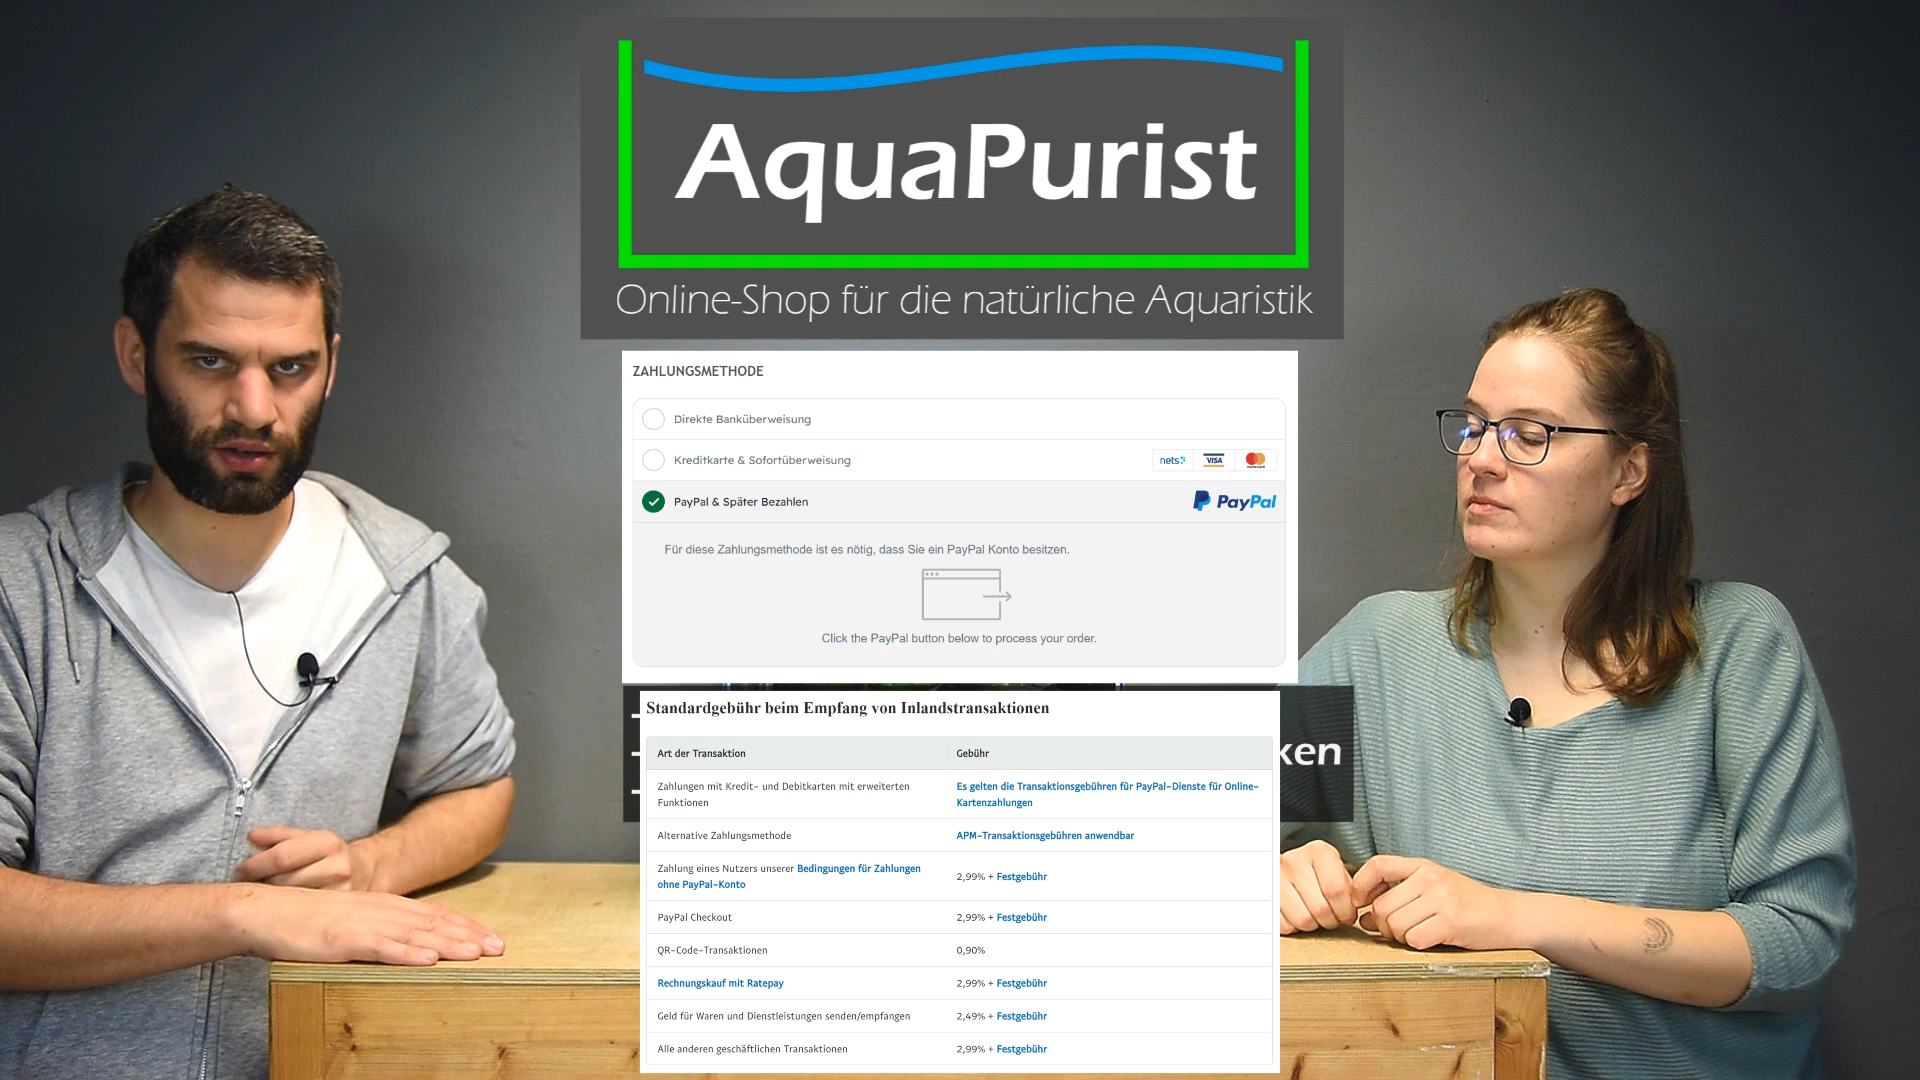 AquaPurist
Online-Shop für die natürliche Aquaristik
ZAHLUNGSMETHODE
Direkte Banküberweisung
Kreditkarte & Sofortüberweisung
nets VISA mastercard
PayPal & Später Bezahlen
PayPal
Für diese Zahlungsmethode ist es nötig, dass Sie ein PayPal Konto besitzen.
Click the PayPal button below to process your order.
Standardgebühr beim Empfang von Inlandstransaktionen
Art der Transaktion Gebühr
Zahlungen mit Kredit- und Debitkarten mit erweiterten Es gelten die Transaktionsgebühren für PayPal-Dienste für Online-
Funktionen Kartenzahlungen
Alternative Zahlungsmethode APM-Transaktionsgebühren anwendbar
Zahlung eines Nutzers unserer Bedingungen für Zahlungen
ohne PayPal-Konto 2,99% + Festgebühr
PayPal Checkout 2,99% + Festgebühr
QR-Code-Transaktionen 0,90%
Rechnungskauf mit Ratepay 2,99% + Festgebühr
Geld für Waren und Dienstleistungen senden/empfangen 2,49% + Festgebühr
Alle anderen geschäftlichen Transaktionen 2,99% + Festgebühr
ken